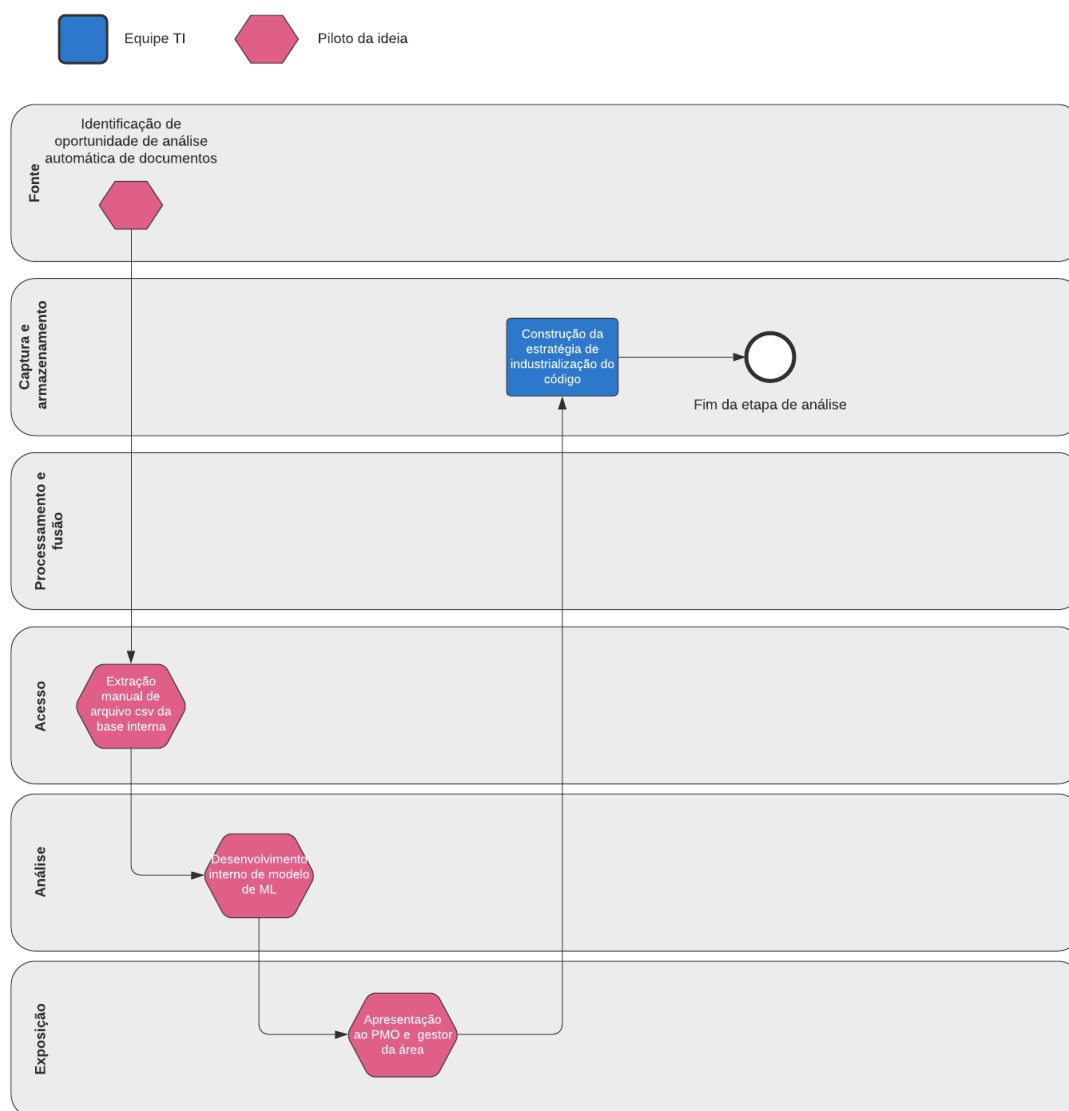 Equipe TI
Piloto da ideia
Identificação de
oportunidade de análise
automática de documentos
Fonte
Captura e
armazenamento
Construção da
estratégia de
industrialização do
código
Fim da etapa de análise
Processamento e
fusão
Acesso
Extração
manual de
arquivo csv da
base interna
Análise
Desenvolvimento
interno de modelo
de ML
Exposição
Apresentação
ao PMO e gestor
da área